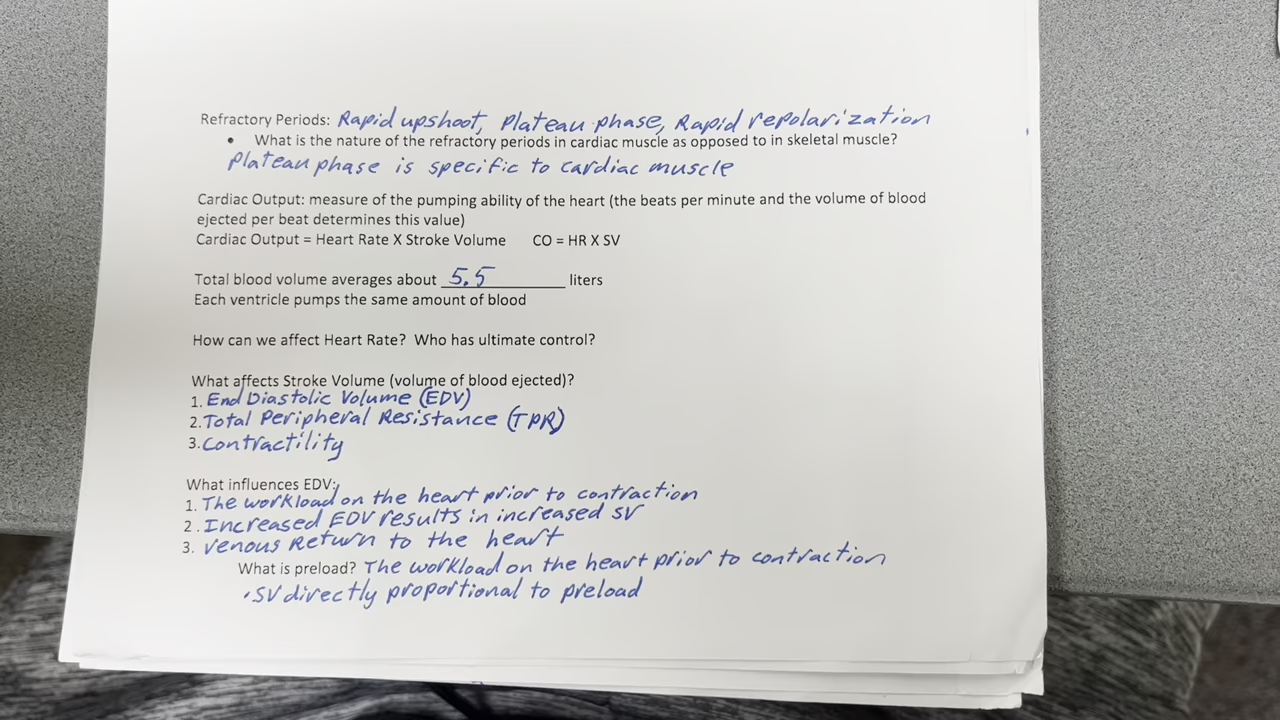 Refractory Periods: Rapid upshoot, Plateau phase, Rapid repolarization
• What is the nature of the refractory periods in cardiac muscle as opposed to in skeletal muscle?
Plateau phase is specific to cardiac muscle
Cardiac Output: measure of the pumping ability of the heart (the beats per minute and the volume of blood
ejected per beat determines this value)
Cardiac Output = Heart Rate X Stroke Volume CO = HR X SV
Total blood volume averages about 5.5 liters
Each ventricle pumps the same amount of blood
How can we affect Heart Rate? Who has ultimate control?
What affects Stroke Volume (volume of blood ejected)?
1. End Diastolic Volume (EDV)
2. Total Peripheral Resistance (TPR)
3. Contractility
What influences EDV:
1. The workload on the heart prior to contraction
2. Increased EDV results in increased SV
3. Venous Return to the heart
What is preload? The workload on the heart prior to contraction
• SV directly proportional to preload